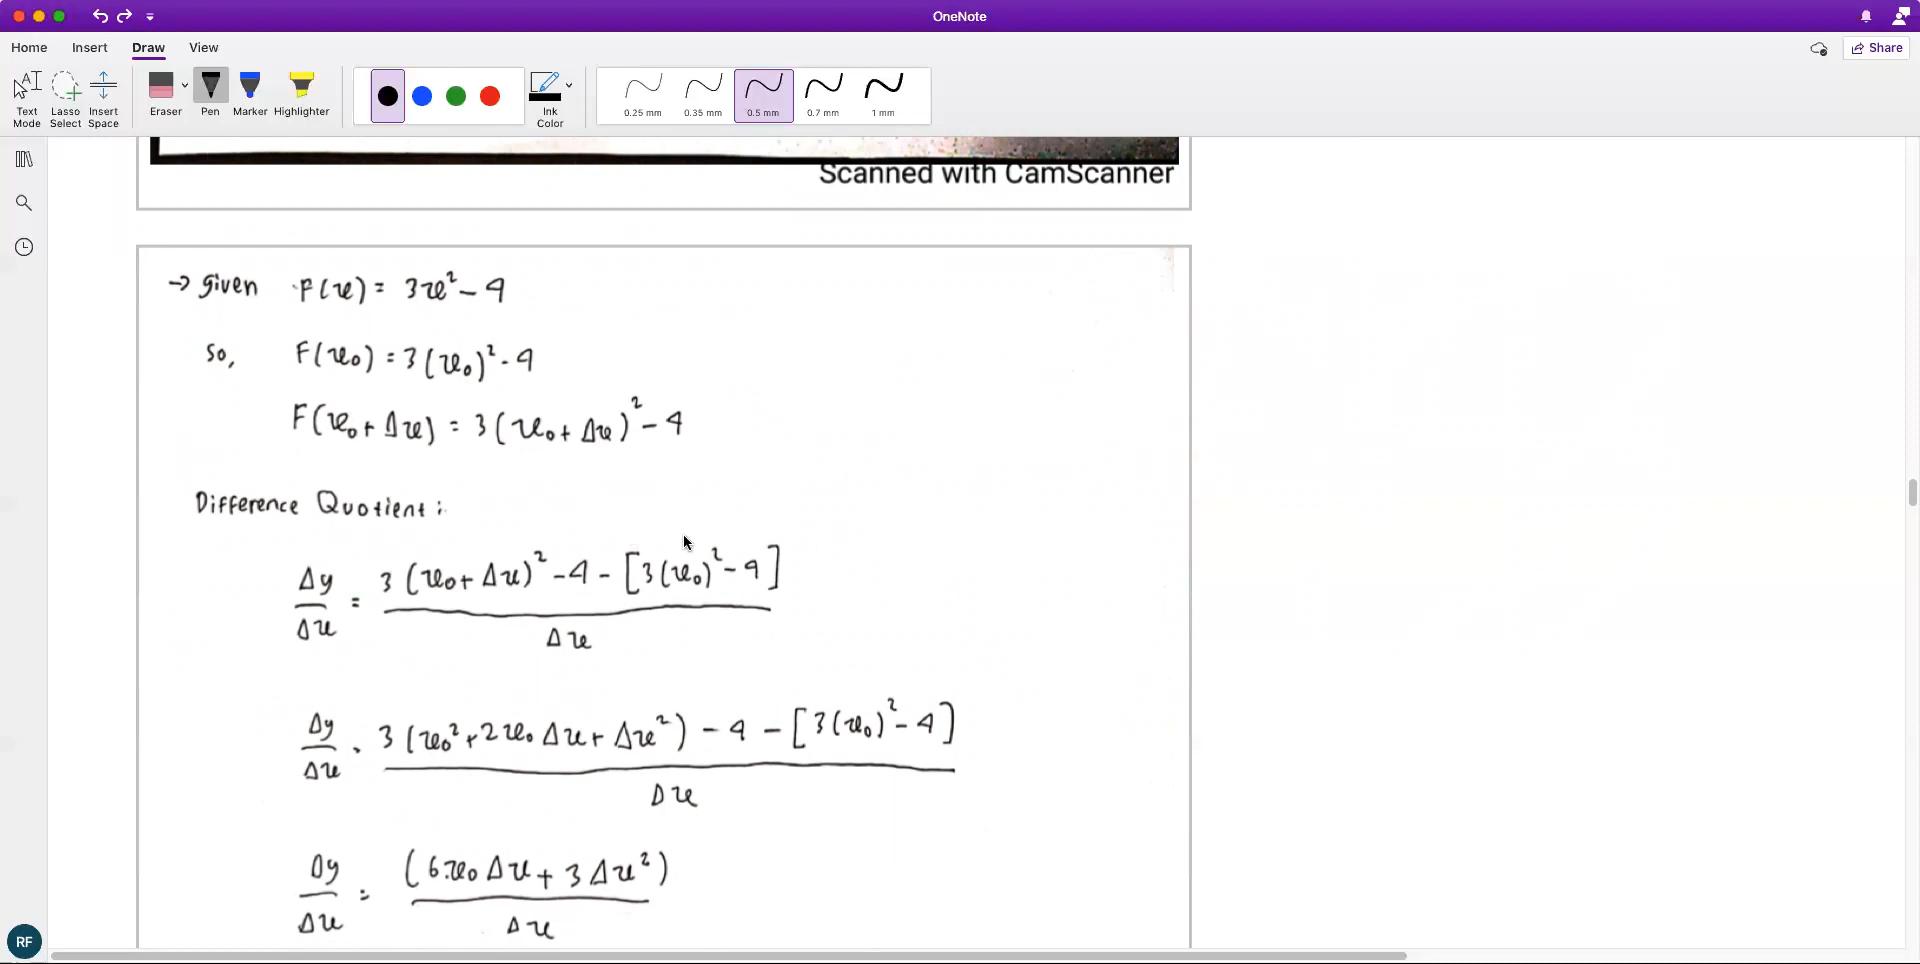 OneNote
Home Insert Draw View
Share
Text Mode Lasso Select Insert Space Eraser Pen Marker Highlighter Ink Color 0.25 mm 0.35 mm 0.5 mm 0.7 mm 1 mm
Scanned with CamScanner
→ Given F(x) = 3x² - 4
So, F(x₀) = 3(x₀)² - 4
F(x₀ + Δx) = 3(x₀ + Δx)² - 4
Difference Quotient:
Δy/Δx = (3(x₀ + Δx)² - 4 - [3(x₀)² - 4])/Δx
Δy/Δx = (3(x₀² + 2x₀Δx + Δx²) - 4 - [3(x₀)² - 4])/Δx
Δy/Δx = (6x₀Δx + 3Δx²)/Δx
RF